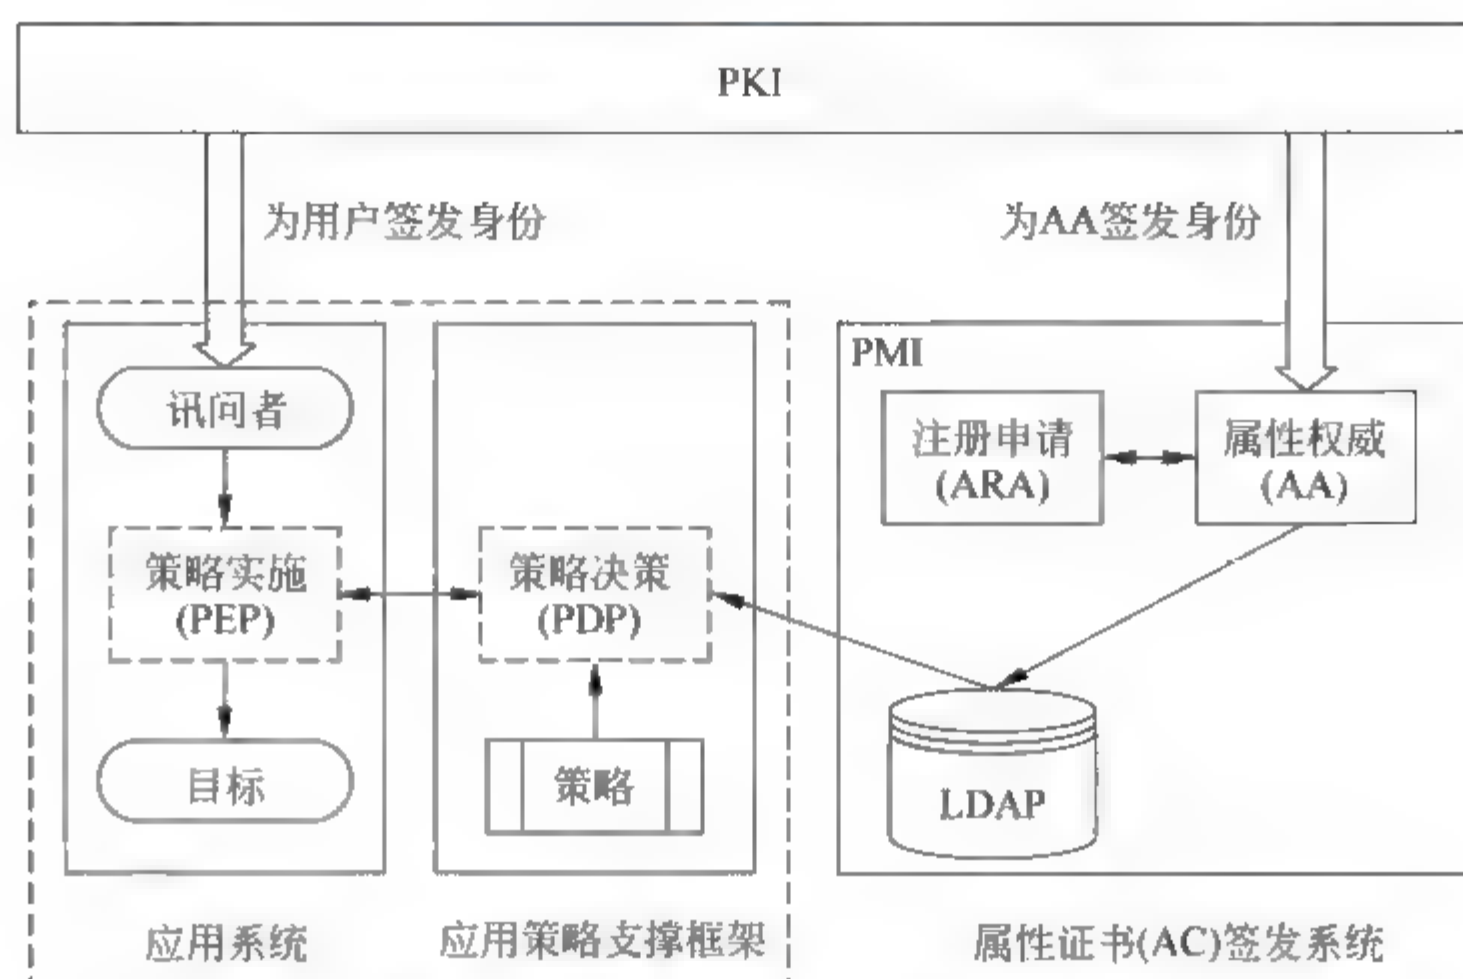 PKI
为用户签发身份
为AA签发身份
PMI
讯问者
注册申请
(ARA)
属性权威
(AA)
策略实施
(PEP)
策略决策
(PDP)
目标
策略
LDAP
应用系统
应用策略支撑框架
属性证书(AC)签发系统